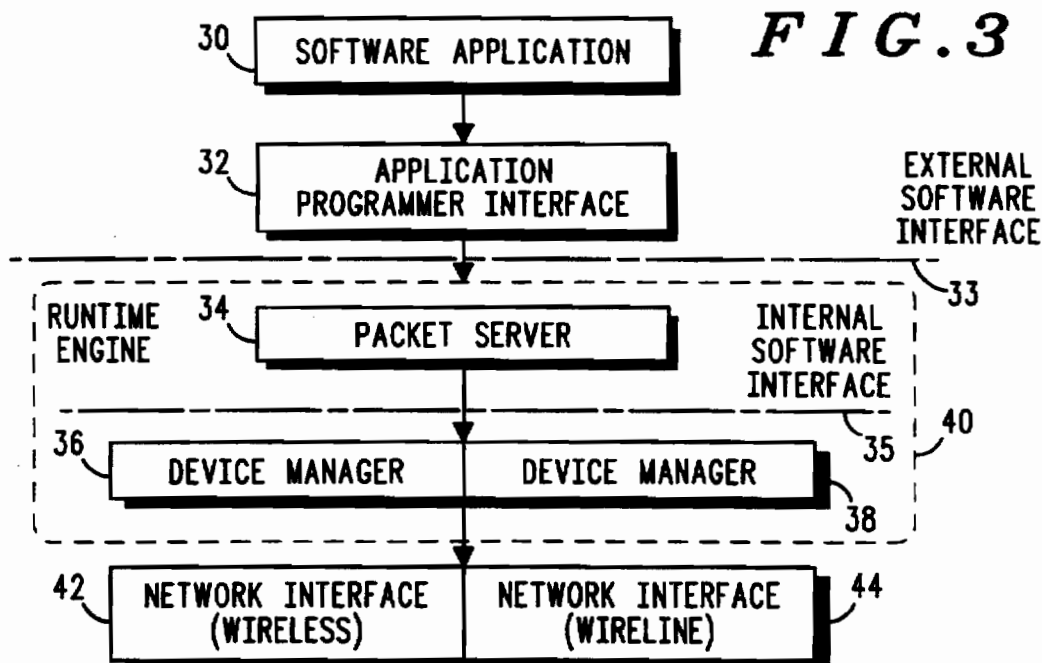 FIG.3
30
SOFTWARE APPLICATION
32
APPLICATION
PROGRAMMER INTERFACE
EXTERNAL
SOFTWARE
INTERFACE
33
RUNTIME
ENGINE
34
PACKET SERVER
INTERNAL
SOFTWARE
INTERFACE
35
40
36
DEVICE MANAGER
DEVICE MANAGER
38
42
NETWORK INTERFACE
(WIRELESS)
NETWORK INTERFACE
(WIRELINE)
44